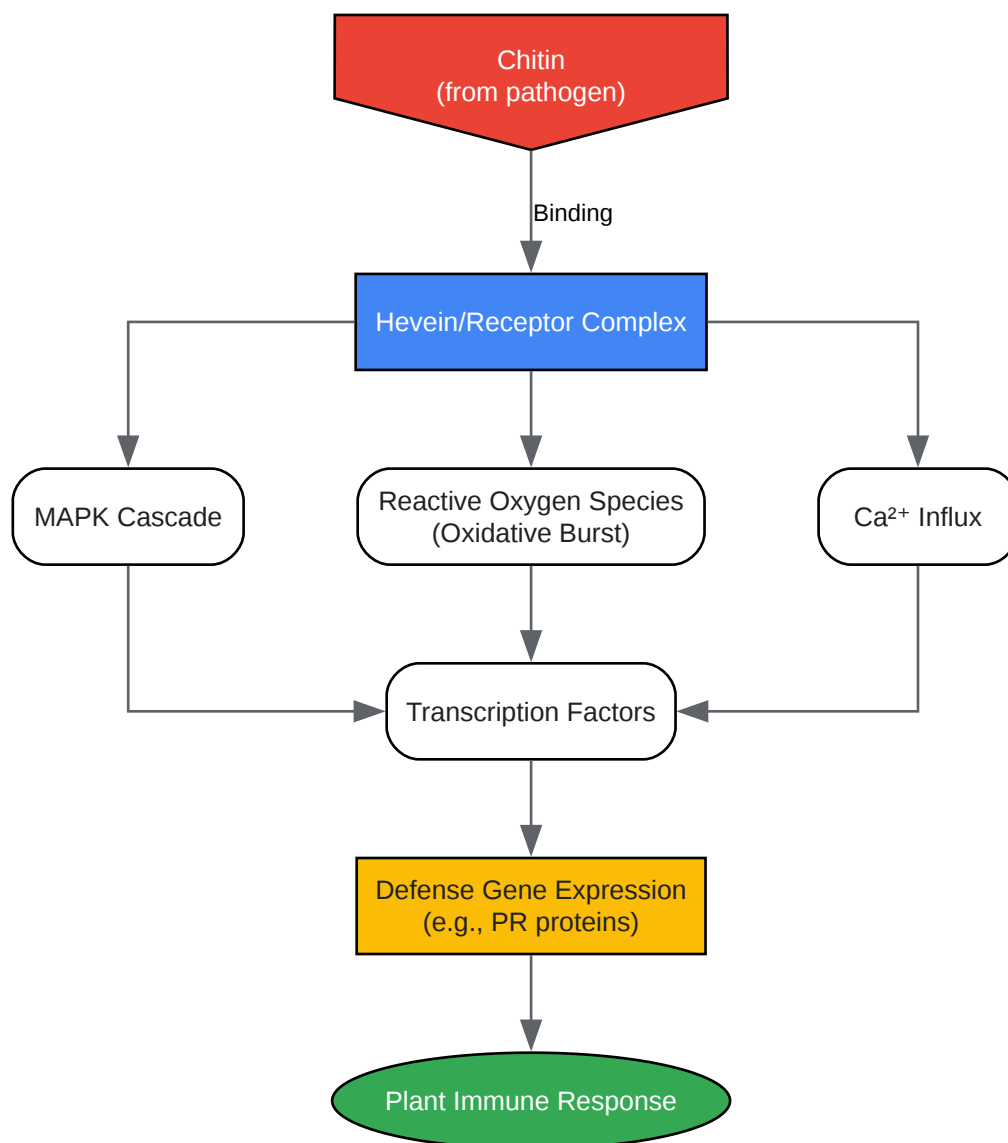 Chitin
(from pathogen)
Binding
Hevein/Receptor Complex
MAPK Cascade
Reactive Oxygen Species
(Oxidative Burst)
Ca²⁺ Influx
Transcription Factors
Defense Gene Expression
(e.g., PR proteins)
Plant Immune Response